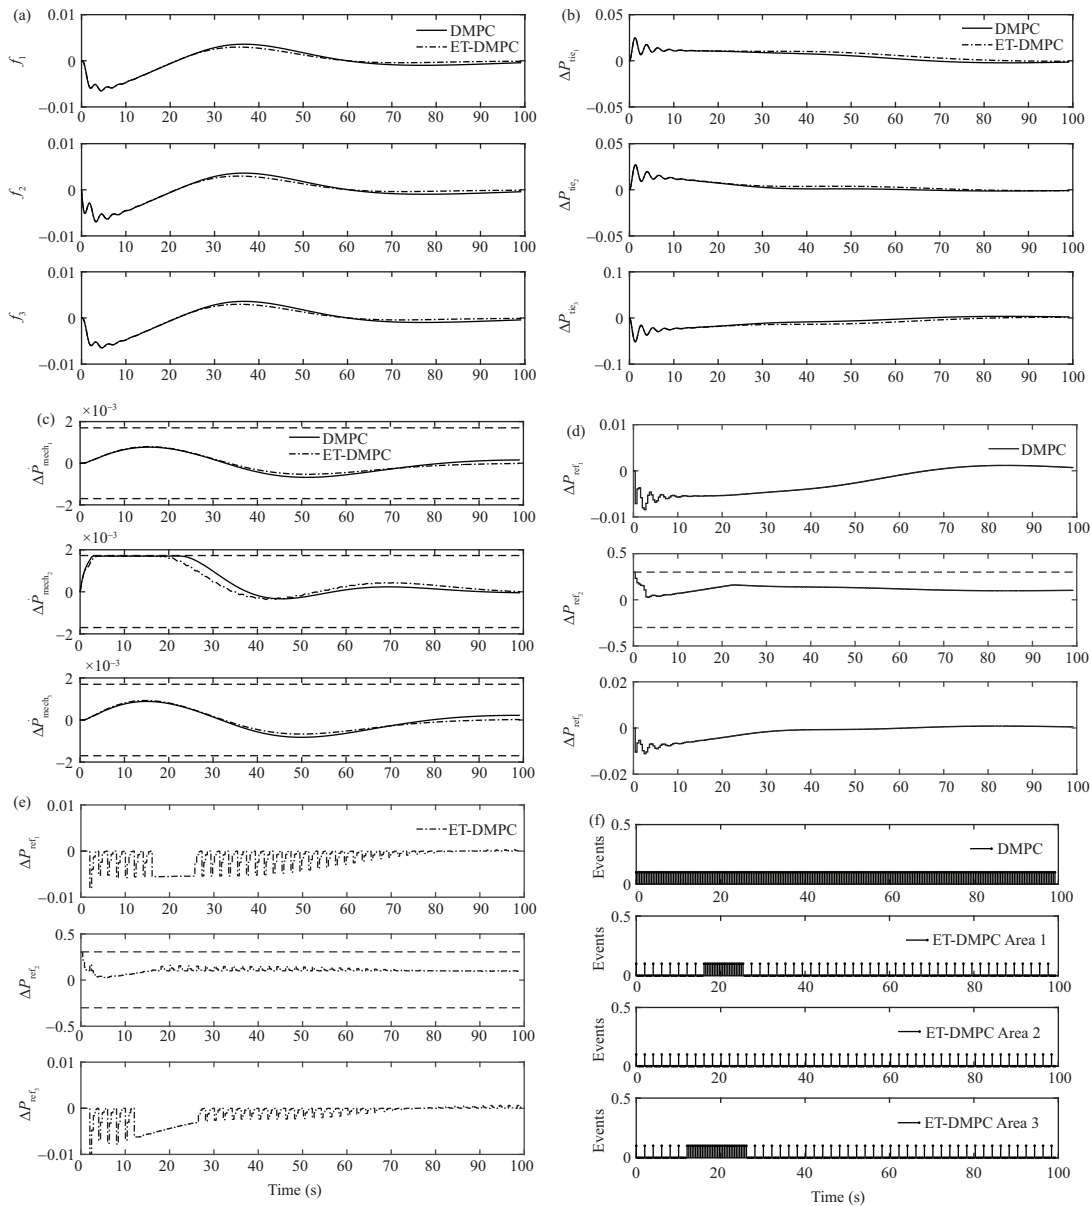 (a)
0.01
0
−0.01
f1
DMPC
ET-DMPC
0 10 20 30 40 50 60 70 80 90 100
0.01
0
−0.01
f2
0 10 20 30 40 50 60 70 80 90 100
0.01
0
−0.01
f3
0 10 20 30 40 50 60 70 80 90 100
(b)
0.05
0
−0.05
ΔPtie1
DMPC
ET-DMPC
0 10 20 30 40 50 60 70 80 90 100
0.05
0
−0.05
ΔPtie2
0 10 20 30 40 50 60 70 80 90 100
0.1
0
−0.1
ΔPtie3
0 10 20 30 40 50 60 70 80 90 100
(c)
×10⁻³
2
0
−2
ΔṖmech1
DMPC
ET-DMPC
0 10 20 30 40 50 60 70 80 90 100
×10⁻³
2
0
−2
ΔṖmech2
0 10 20 30 40 50 60 70 80 90 100
×10⁻³
2
0
−2
ΔṖmech3
0 10 20 30 40 50 60 70 80 90 100
(d)
0.01
0
−0.01
ΔPref1
DMPC
0 10 20 30 40 50 60 70 80 90 100
0.5
0
−0.5
ΔPref2
0 10 20 30 40 50 60 70 80 90 100
0.02
0
−0.02
ΔPref3
0 10 20 30 40 50 60 70 80 90 100
(e)
0.01
0
−0.01
ΔPref1
ET-DMPC
0 10 20 30 40 50 60 70 80 90 100
0.5
0
−0.5
ΔPref2
0 10 20 30 40 50 60 70 80 90 100
0.01
0
−0.01
ΔPref3
0 10 20 30 40 50 60 70 80 90 100
Time (s)
(f)
0.5
0
Events
DMPC
0 20 40 60 80 100
0.5
0
Events
ET-DMPC Area 1
0 20 40 60 80 100
0.5
0
Events
ET-DMPC Area 2
0 20 40 60 80 100
0.5
0
Events
ET-DMPC Area 3
0 20 40 60 80 100
Time (s)